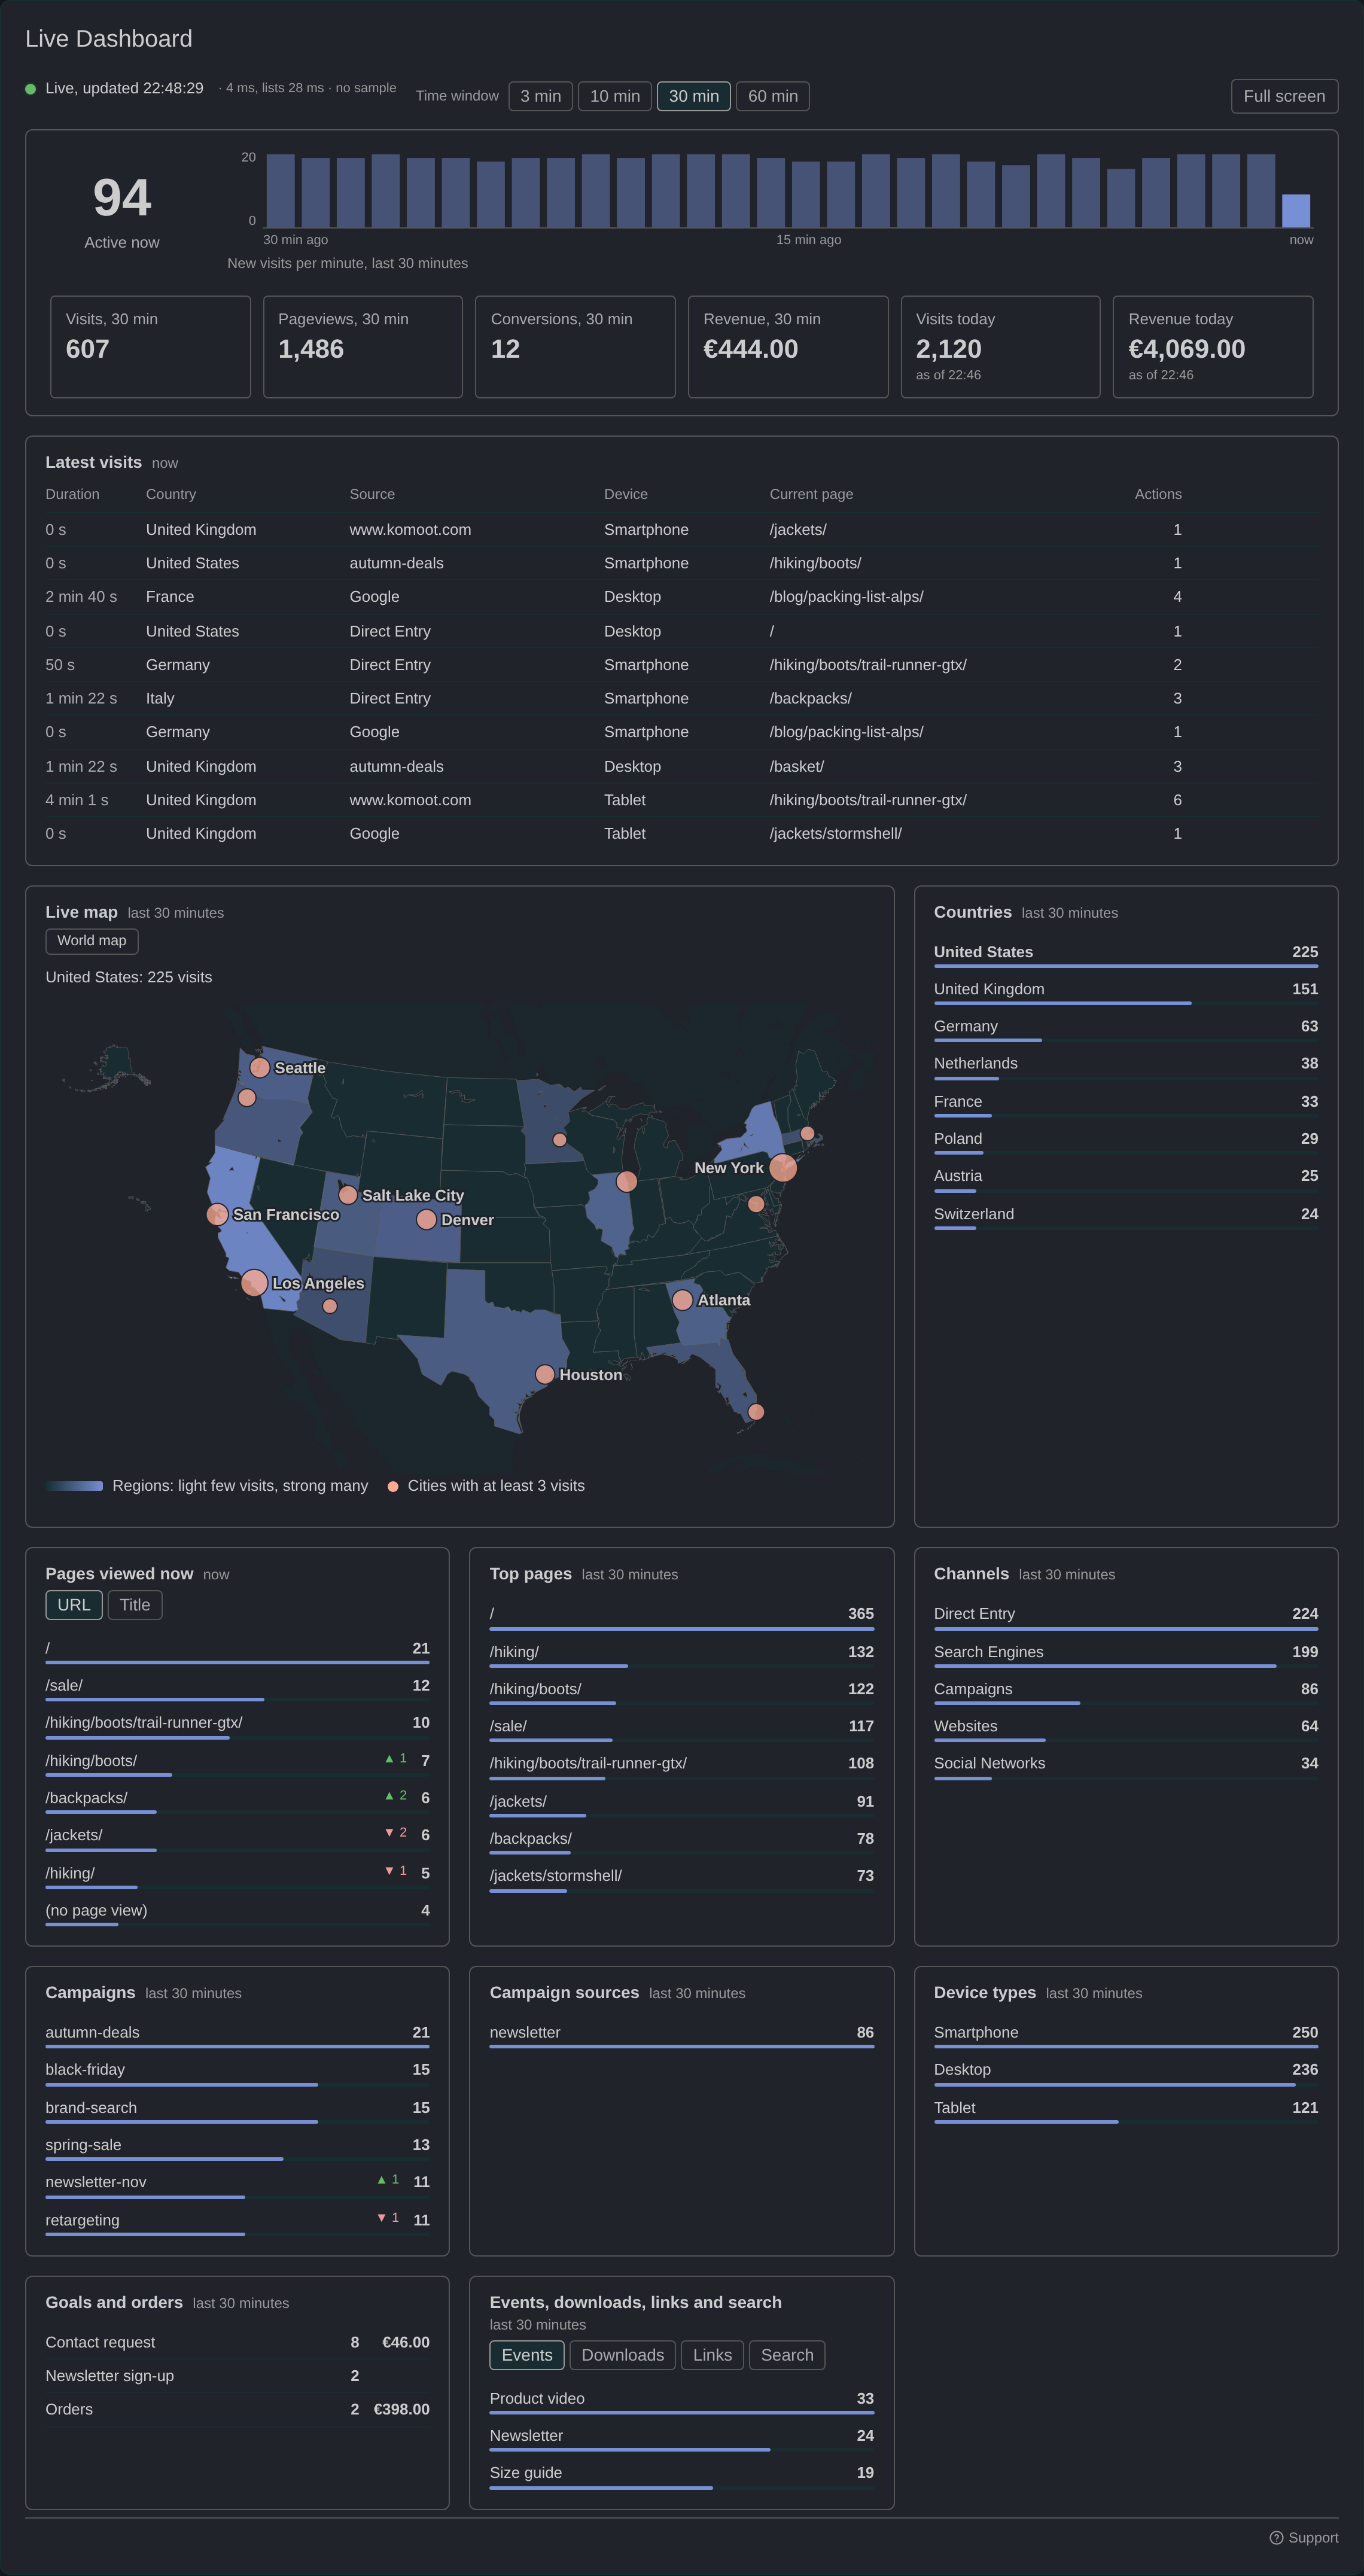 Live Dashboard
Live, updated 22:48:29 · 4 ms, lists 28 ms · no sample Time window 3 min 10 min 30 min 60 min Full screen
20
0
30 min ago 15 min ago now
New visits per minute, last 30 minutes
94
Active now
Visits, 30 min
607
Pageviews, 30 min
1,486
Conversions, 30 min
12
Revenue, 30 min
€444.00
Visits today
2,120
as of 22:46
Revenue today
€4,069.00
as of 22:46
Latest visits now
Duration Country Source Device Current page Actions
0 s United Kingdom www.komoot.com Smartphone /jackets/ 1
0 s United States autumn-deals Smartphone /hiking/boots/ 1
2 min 40 s France Google Desktop /blog/packing-list-alps/ 4
0 s United States Direct Entry Desktop / 1
50 s Germany Direct Entry Smartphone /hiking/boots/trail-runner-gtx/ 2
1 min 22 s Italy Direct Entry Smartphone /backpacks/ 3
0 s Germany Google Smartphone /blog/packing-list-alps/ 1
1 min 22 s United Kingdom autumn-deals Desktop /basket/ 3
4 min 1 s United Kingdom www.komoot.com Tablet /hiking/boots/trail-runner-gtx/ 6
0 s United Kingdom Google Tablet /jackets/stormshell/ 1
Live map last 30 minutes
World map
United States: 225 visits
Seattle
New York
Salt Lake City
San Francisco
Denver
Los Angeles
Atlanta
Houston
Regions: light few visits, strong many Cities with at least 3 visits
Countries last 30 minutes
United States 225
United Kingdom 151
Germany 63
Netherlands 38
France 33
Poland 29
Austria 25
Switzerland 24
Pages viewed now now
URL Title
/ 21
/sale/ 12
/hiking/boots/trail-runner-gtx/ 10
/hiking/boots/ ▲ 1 7
/backpacks/ ▲ 2 6
/jackets/ ▼ 2 6
/hiking/ ▼ 1 5
(no page view) 4
Top pages last 30 minutes
/ 365
/hiking/ 132
/hiking/boots/ 122
/sale/ 117
/hiking/boots/trail-runner-gtx/ 108
/jackets/ 91
/backpacks/ 78
/jackets/stormshell/ 73
Channels last 30 minutes
Direct Entry 224
Search Engines 199
Campaigns 86
Websites 64
Social Networks 34
Campaigns last 30 minutes
autumn-deals 21
black-friday 15
brand-search 15
spring-sale 13
newsletter-nov ▲ 1 11
retargeting ▼ 1 11
Campaign sources last 30 minutes
newsletter 86
Device types last 30 minutes
Smartphone 250
Desktop 236
Tablet 121
Goals and orders last 30 minutes
Contact request 8 €46.00
Newsletter sign-up 2
Orders 2 €398.00
Events, downloads, links and search
last 30 minutes
Events Downloads Links Search
Product video 33
Newsletter 24
Size guide 19
Support